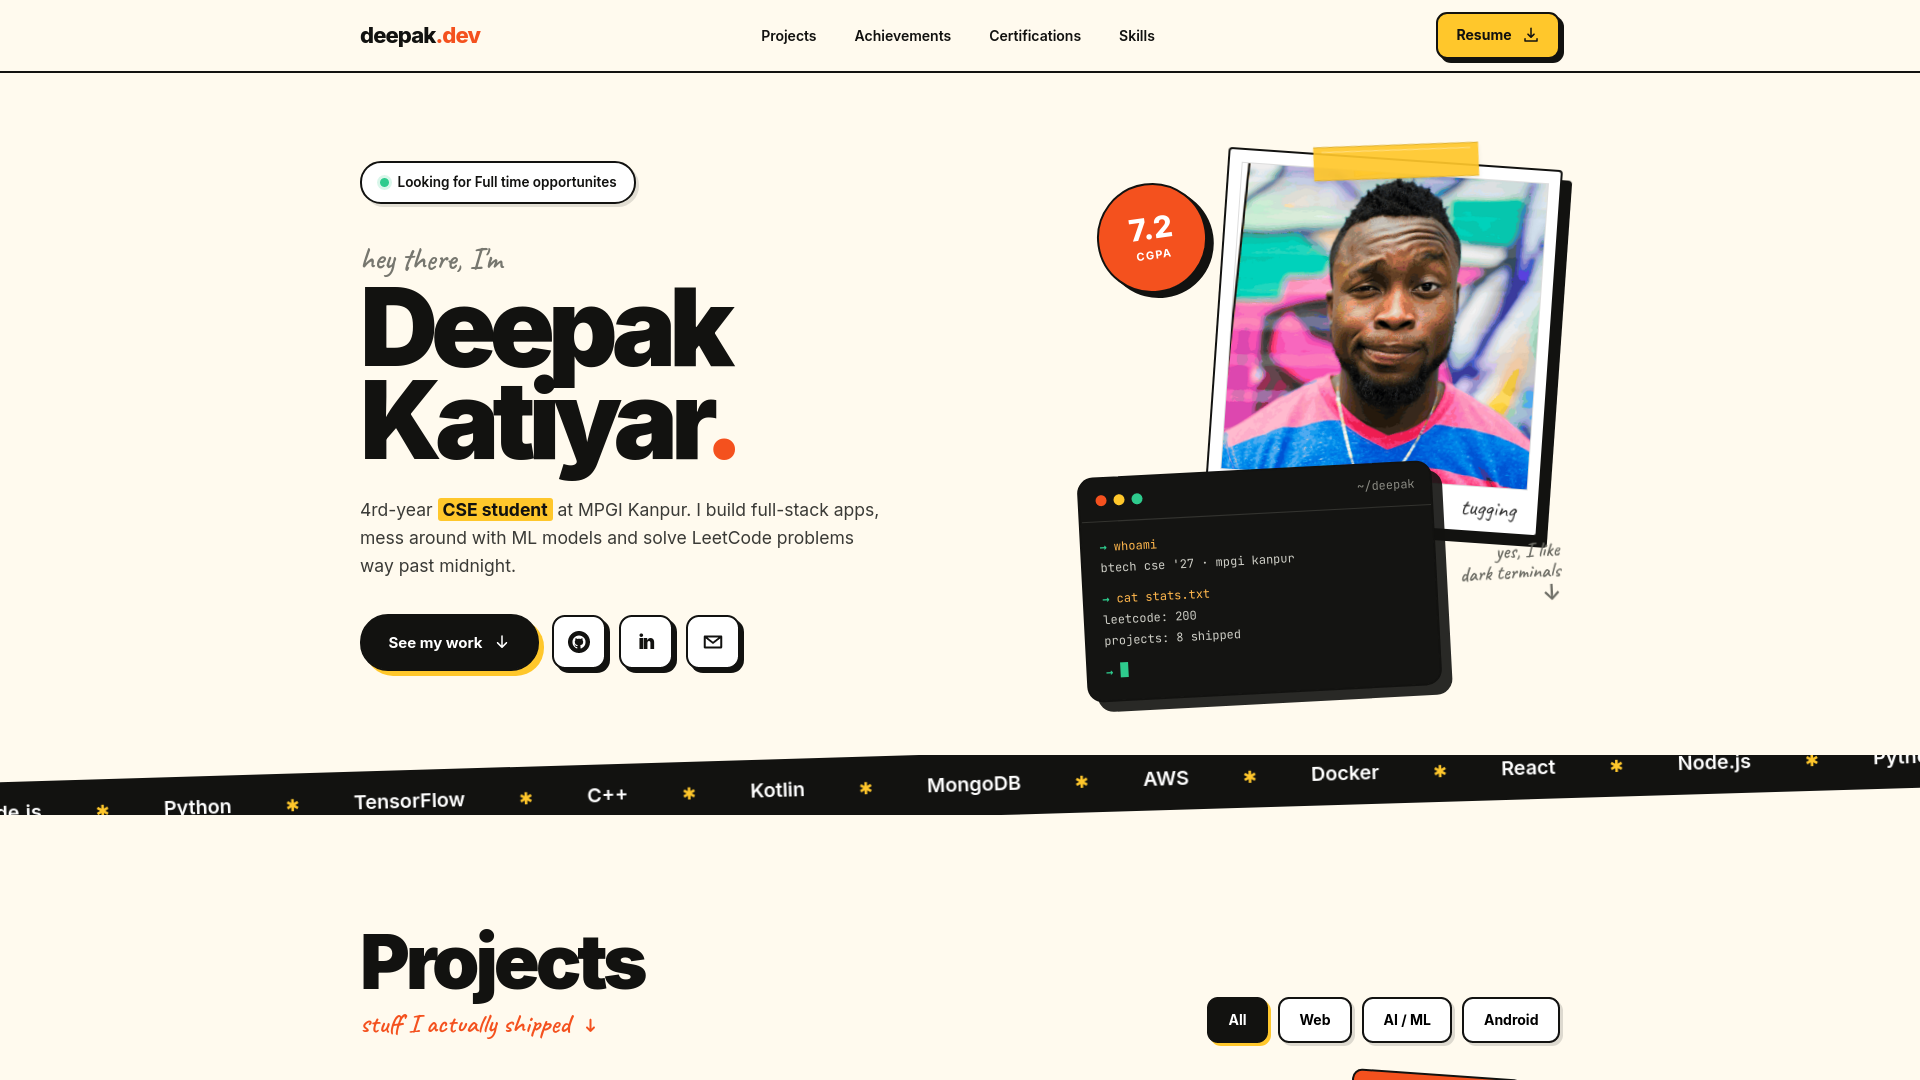 deepak.dev
Projects
Achievements
Certifications
Skills
Resume
Looking for Full time opportunites
hey there, I'm
Deepak
Katiyar.
4rd-year CSE student at MPGI Kanpur. I build full-stack apps,
mess around with ML models and solve LeetCode problems
way past midnight.
See my work ↓
7.2
CGPA
tugging
~/deepak
→ whoami
btech cse '27 · mpgi kanpur
→ cat stats.txt
leetcode: 200
projects: 8 shipped
→
yes, I like
dark terminals
↓
de.js * Python * TensorFlow * C++ * Kotlin * MongoDB * AWS * Docker * React * Node.js * Pytho
Projects
stuff I actually shipped ↓
All
Web
AI / ML
Android